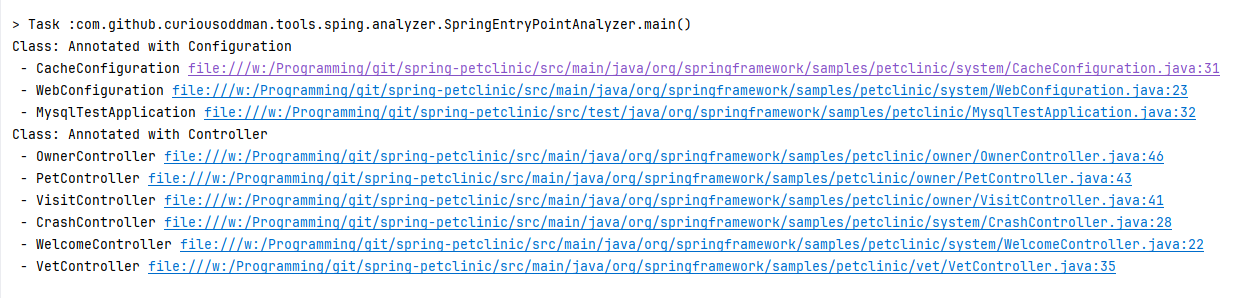 > Task :com.github.curiousoddman.tools.sping.analyzer.SpringEntryPointAnalyzer.main()
Class: Annotated with Configuration
- CacheConfiguration file:///w:/Programming/git/spring-petclinic/src/main/java/org/springframework/samples/petclinic/system/CacheConfiguration.java:31
- WebConfiguration file:///w:/Programming/git/spring-petclinic/src/main/java/org/springframework/samples/petclinic/system/WebConfiguration.java:23
- MysqlTestApplication file:///w:/Programming/git/spring-petclinic/src/test/java/org/springframework/samples/petclinic/MysqlTestApplication.java:32
Class: Annotated with Controller
- OwnerController file:///w:/Programming/git/spring-petclinic/src/main/java/org/springframework/samples/petclinic/owner/OwnerController.java:46
- PetController file:///w:/Programming/git/spring-petclinic/src/main/java/org/springframework/samples/petclinic/owner/PetController.java:43
- VisitController file:///w:/Programming/git/spring-petclinic/src/main/java/org/springframework/samples/petclinic/owner/VisitController.java:41
- CrashController file:///w:/Programming/git/spring-petclinic/src/main/java/org/springframework/samples/petclinic/system/CrashController.java:28
- WelcomeController file:///w:/Programming/git/spring-petclinic/src/main/java/org/springframework/samples/petclinic/system/WelcomeController.java:22
- VetController file:///w:/Programming/git/spring-petclinic/src/main/java/org/springframework/samples/petclinic/vet/VetController.java:35